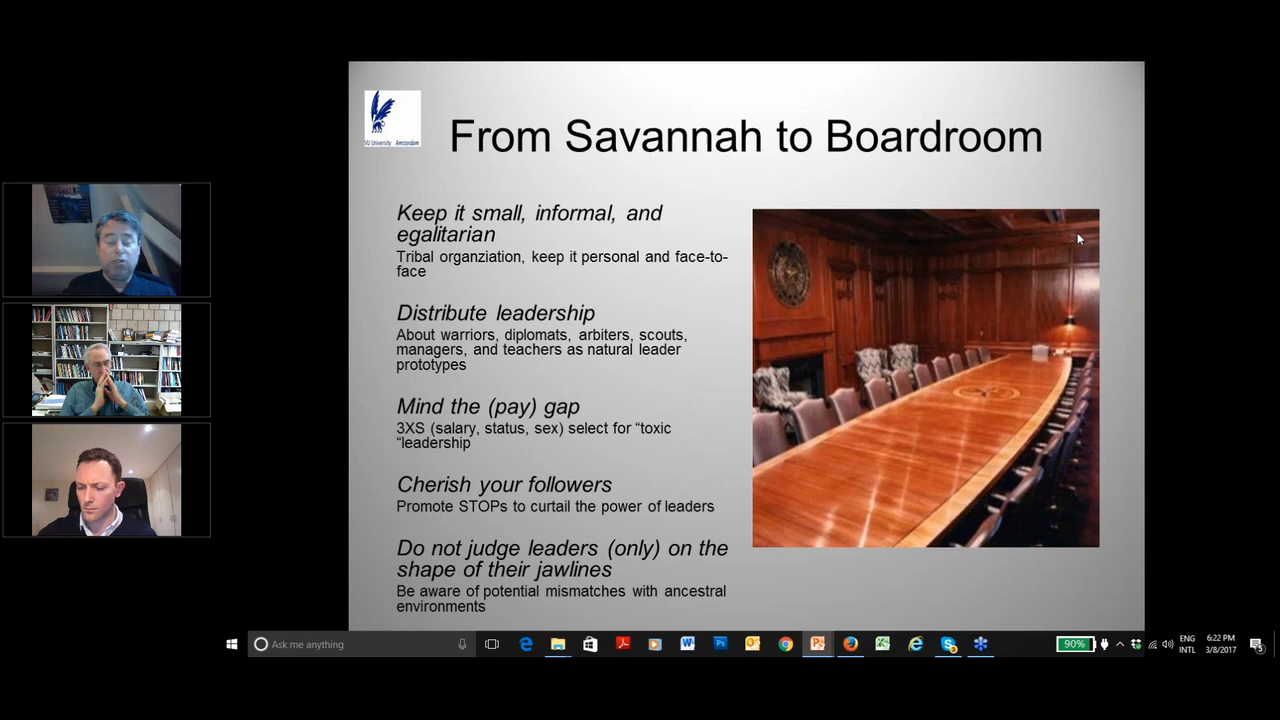 VU University Amsterdam
From Savannah to Boardroom
Keep it small, informal, and
egalitarian
Tribal organziation, keep it personal and face-to-
face
Distribute leadership
About warriors, diplomats, arbiters, scouts,
managers, and teachers as natural leader
prototypes
Mind the (pay) gap
3XS (salary, status, sex) select for “toxic
“leadership
Cherish your followers
Promote STOPs to curtail the power of leaders
Do not judge leaders (only) on the
shape of their jawlines
Be aware of potential mismatches with ancestral
environments
Ask me anything
90%
ENG
INTL
6:22 PM
3/8/2017